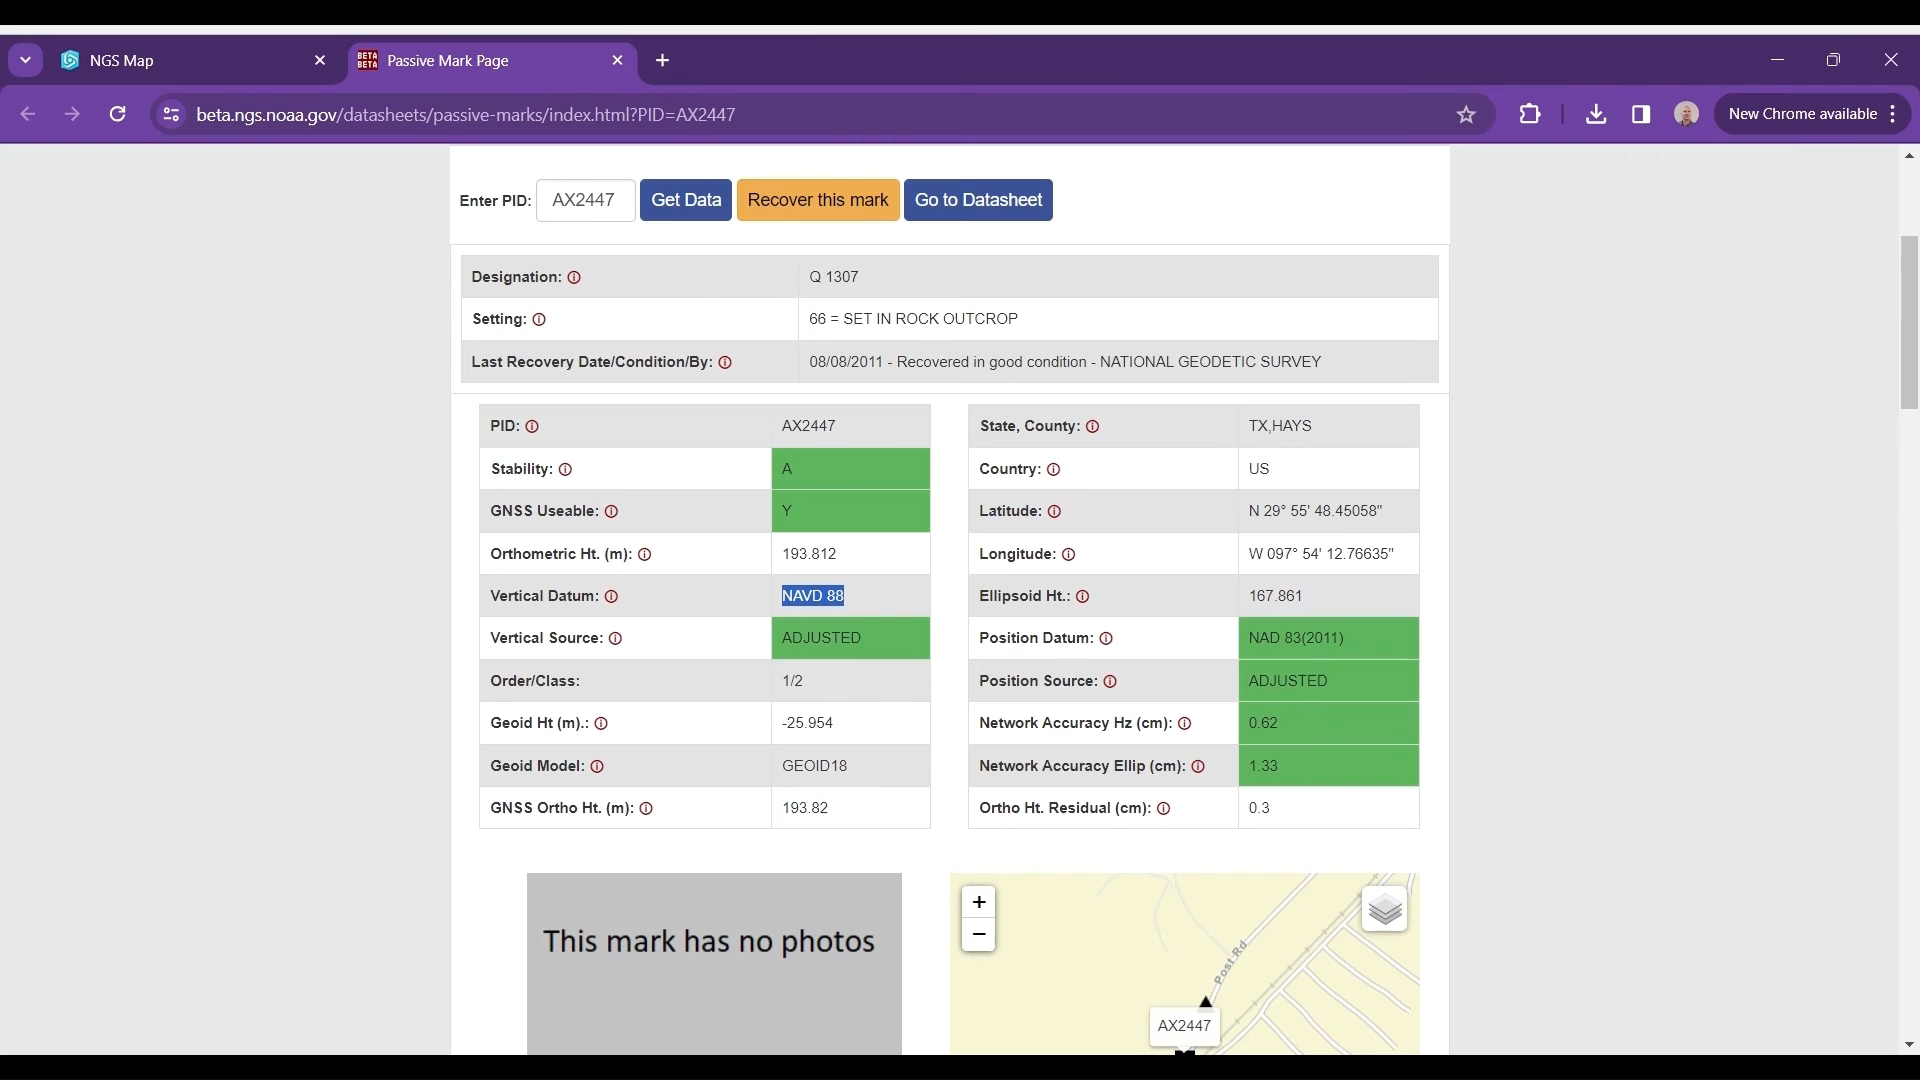 NGS Map
BETA
BETA
Passive Mark Page
beta.ngs.noaa.gov/datasheets/passive-marks/index.html?PID=AX2447
New Chrome available
Enter PID: AX2447 Get Data Recover this mark Go to Datasheet
Designation: Q 1307
Setting: 66 = SET IN ROCK OUTCROP
Last Recovery Date/Condition/By: 08/08/2011 - Recovered in good condition - NATIONAL GEODETIC SURVEY
PID: AX2447
Stability: A
GNSS Useable: Y
Orthometric Ht. (m): 193.812
Vertical Datum: NAVD 88
Vertical Source: ADJUSTED
Order/Class: 1/2
Geoid Ht (m).: -25.954
Geoid Model: GEOID18
GNSS Ortho Ht. (m): 193.82
State, County: TX,HAYS
Country: US
Latitude: N 29° 55' 48.45058"
Longitude: W 097° 54' 12.76635"
Ellipsoid Ht.: 167.861
Position Datum: NAD 83(2011)
Position Source: ADJUSTED
Network Accuracy Hz (cm): 0.62
Network Accuracy Ellip (cm): 1.33
Ortho Ht. Residual (cm): 0.3
This mark has no photos
+
−
Post Rd
AX2447